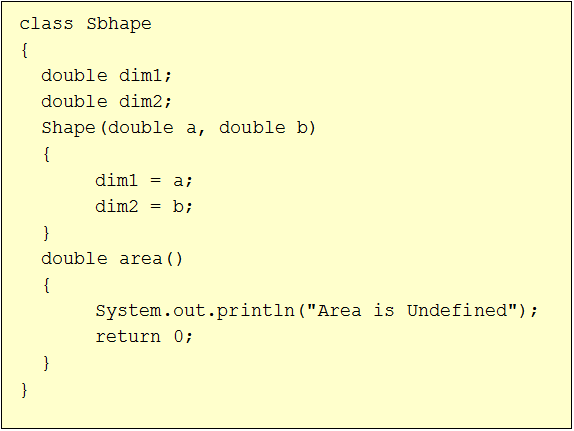 class Sbhape
{
  double dim1;
  double dim2;
  Shape(double a, double b)
  {
       dim1 = a;
       dim2 = b;
  }
  double area()
  {
       System.out.println("Area is Undefined");
       return 0;
  }
}